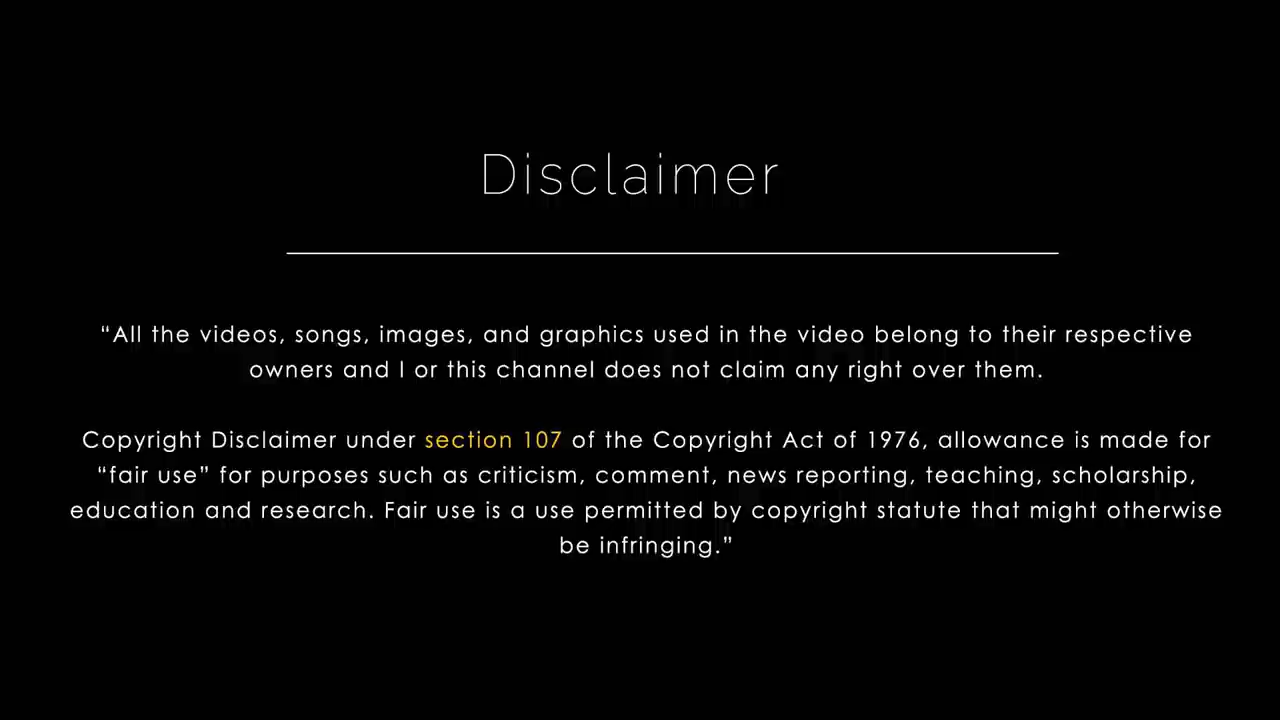 Disclaimer
“All the videos, songs, images, and graphics used in the video belong to their respective
owners and I or this channel does not claim any right over them.
Copyright Disclaimer under section 107 of the Copyright Act of 1976, allowance is made for
“fair use” for purposes such as criticism, comment, news reporting, teaching, scholarship,
education and research. Fair use is a use permitted by copyright statute that might otherwise
be infringing.”